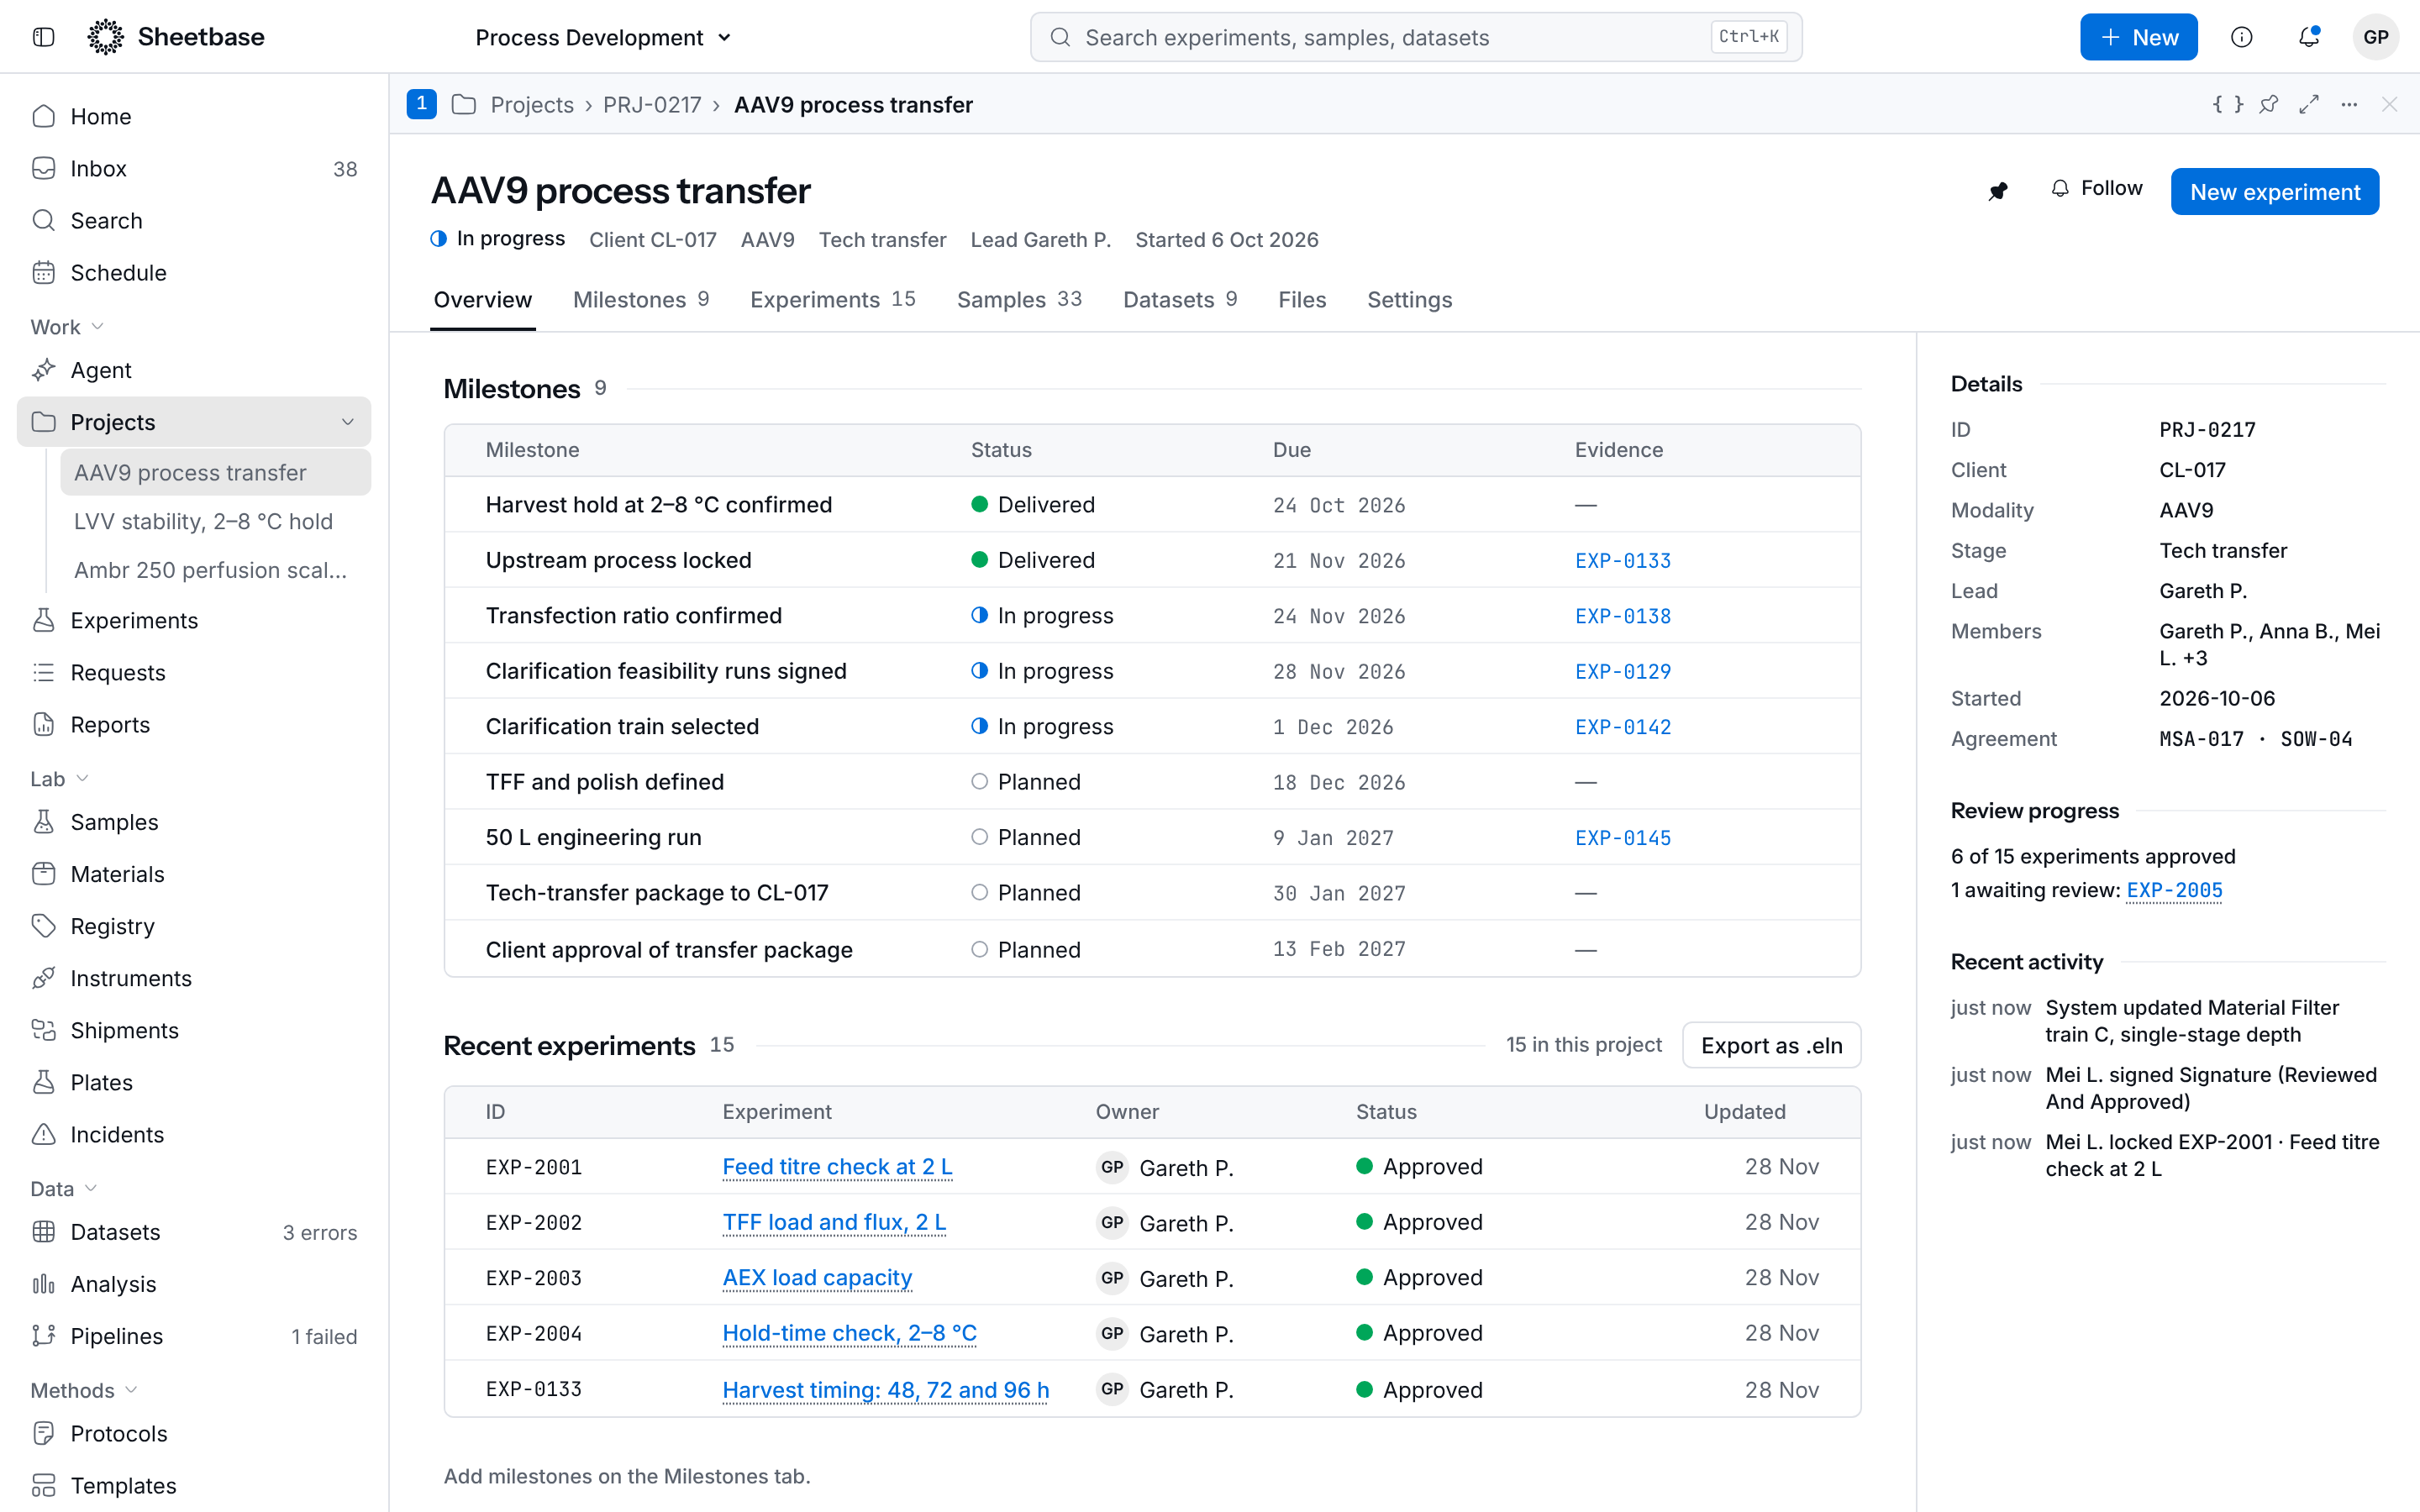 Sheetbase
Process Development
Search experiments, samples, datasets
Ctrl+K
New
GP
Home
Inbox 38
Search
Schedule
Work
Agent
Projects
AAV9 process transfer
LVV stability, 2–8 °C hold
Ambr 250 perfusion scal...
Experiments
Requests
Reports
Lab
Samples
Materials
Registry
Instruments
Shipments
Plates
Incidents
Data
Datasets 3 errors
Analysis
Pipelines 1 failed
Methods
Protocols
Templates
1 Projects › PRJ-0217 › AAV9 process transfer
AAV9 process transfer
Follow
New experiment
In progress Client CL-017 AAV9 Tech transfer Lead Gareth P. Started 6 Oct 2026
Overview Milestones 9 Experiments 15 Samples 33 Datasets 9 Files Settings
Milestones 9
Milestone Status Due Evidence
Harvest hold at 2–8 °C confirmed Delivered 24 Oct 2026 —
Upstream process locked Delivered 21 Nov 2026 EXP-0133
Transfection ratio confirmed In progress 24 Nov 2026 EXP-0138
Clarification feasibility runs signed In progress 28 Nov 2026 EXP-0129
Clarification train selected In progress 1 Dec 2026 EXP-0142
TFF and polish defined Planned 18 Dec 2026 —
50 L engineering run Planned 9 Jan 2027 EXP-0145
Tech-transfer package to CL-017 Planned 30 Jan 2027 —
Client approval of transfer package Planned 13 Feb 2027 —
Recent experiments 15
15 in this project
Export as .eln
ID Experiment Owner Status Updated
EXP-2001 Feed titre check at 2 L GP Gareth P. Approved 28 Nov
EXP-2002 TFF load and flux, 2 L GP Gareth P. Approved 28 Nov
EXP-2003 AEX load capacity GP Gareth P. Approved 28 Nov
EXP-2004 Hold-time check, 2–8 °C GP Gareth P. Approved 28 Nov
EXP-0133 Harvest timing: 48, 72 and 96 h GP Gareth P. Approved 28 Nov
Add milestones on the Milestones tab.
Details
ID PRJ-0217
Client CL-017
Modality AAV9
Stage Tech transfer
Lead Gareth P.
Members Gareth P., Anna B., Mei
L. +3
Started 2026-10-06
Agreement MSA-017 · SOW-04
Review progress
6 of 15 experiments approved
1 awaiting review: EXP-2005
Recent activity
just now System updated Material Filter
train C, single-stage depth
just now Mei L. signed Signature (Reviewed
And Approved)
just now Mei L. locked EXP-2001 · Feed titre
check at 2 L